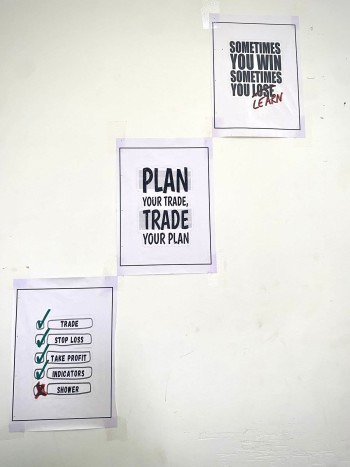 SOMETIMES
YOU WIN
SOMETIMES
YOU LOSE
LEARN
PLAN
YOUR TRADE,
TRADE
YOUR PLAN
TRADE
STOP LOSS
TAKE PROFIT
INDICATORS
SHOWER